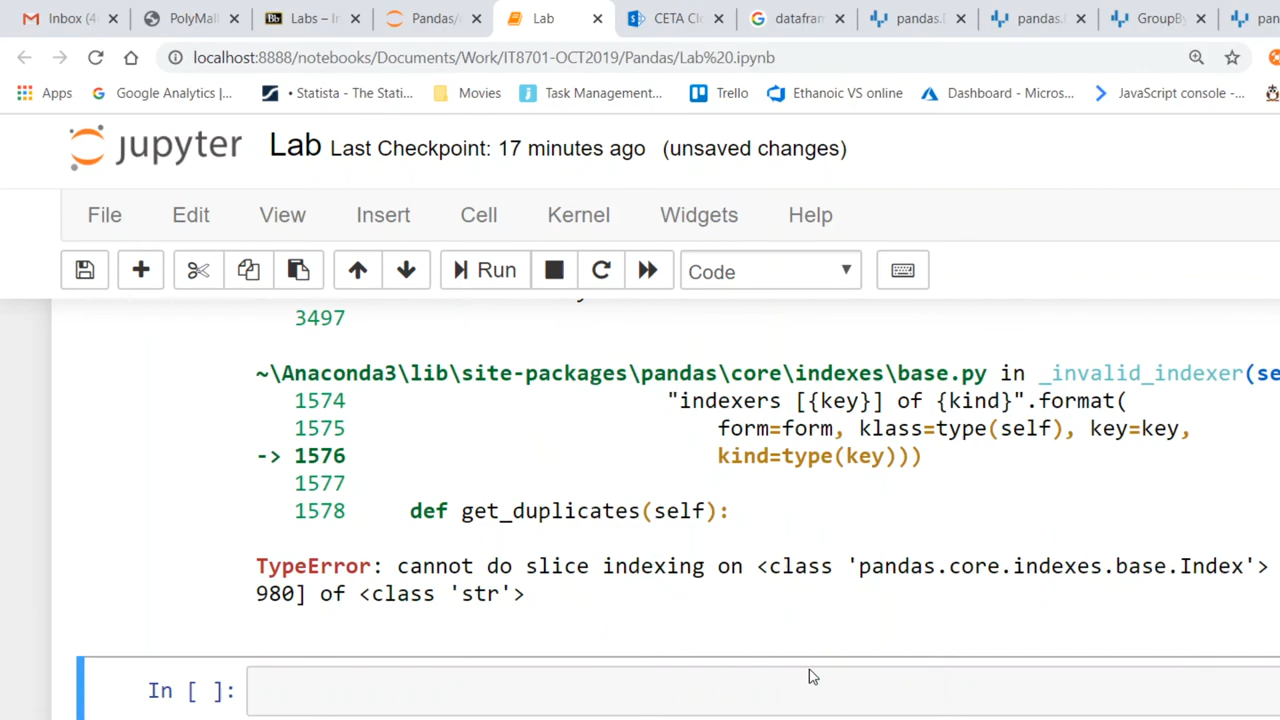 Inbox (4
PolyMall
Labs – In
Pandas/
Lab
CETA Cl
datafram
pandas.
pandas.
GroupBy
pan
localhost:8888/notebooks/Documents/Work/IT8701-OCT2019/Pandas/Lab%20.ipynb
Apps
Google Analytics |...
• Statista - The Stati...
Movies
Task Management...
Trello
Ethanoic VS online
Dashboard - Micros...
JavaScript console -...
jupyter Lab Last Checkpoint: 17 minutes ago (unsaved changes)
File Edit View Insert Cell Kernel Widgets Help
Run Code
3497
~\Anaconda3\lib\site-packages\pandas\core\indexes\base.py in _invalid_indexer(se
1574 "indexers [{key}] of {kind}".format(
1575 form=form, klass=type(self), key=key,
-> 1576 kind=type(key)))
1577
1578 def get_duplicates(self):
TypeError: cannot do slice indexing on <class 'pandas.core.indexes.base.Index'>
980] of <class 'str'>
In [ ]: